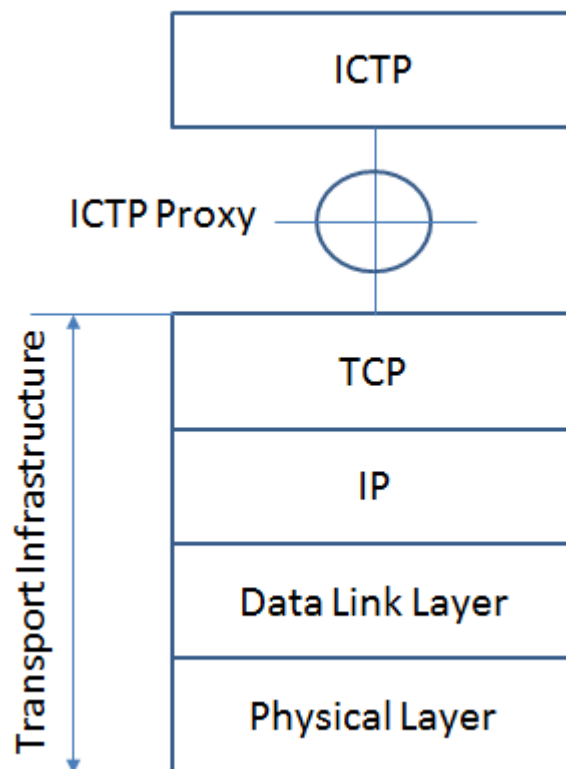 ICTP
ICTP Proxy
Transport Infrastructure
TCP
IP
Data Link Layer
Physical Layer